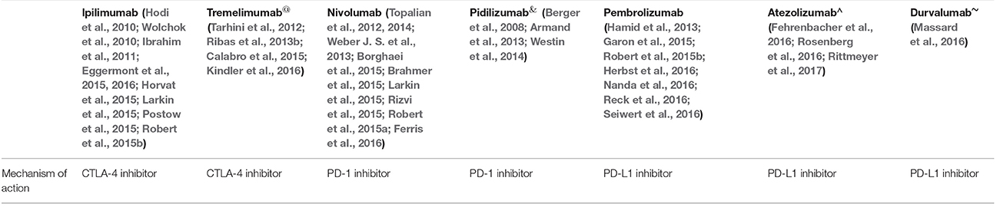 Ipilimumab (Hodi
et al., 2010; Wolchok
et al., 2010; Ibrahim
et al., 2011;
Eggermont et al.,
2015, 2016; Horvat
et al., 2015; Larkin
et al., 2015; Postow
et al., 2015; Robert
et al., 2015b)
Tremelimumab@
(Tarhini et al., 2012;
Ribas et al., 2013b;
Calabro et al., 2015;
Kindler et al., 2016)
Nivolumab (Topalian
et al., 2012, 2014;
Weber J. S. et al.,
2013; Borghaei
et al., 2015; Brahmer
et al., 2015; Larkin
et al., 2015; Rizvi
et al., 2015; Robert
et al., 2015a; Ferris
et al., 2016)
Pidilizumab& (Berger
et al., 2008; Armand
et al., 2013; Westin
et al., 2014)
Pembrolizumab
(Hamid et al., 2013;
Garon et al., 2015;
Robert et al., 2015b;
Herbst et al., 2016;
Nanda et al., 2016;
Reck et al., 2016;
Seiwert et al., 2016)
Atezolizumab^
(Fehrenbacher et al.,
2016; Rosenberg
et al., 2016; Rittmeyer
et al., 2017)
Durvalumab~
(Massard
et al., 2016)
Mechanism of
action
CTLA-4 inhibitor
CTLA-4 inhibitor
PD-1 inhibitor
PD-1 inhibitor
PD-L1 inhibitor
PD-L1 inhibitor
PD-L1 inhibitor